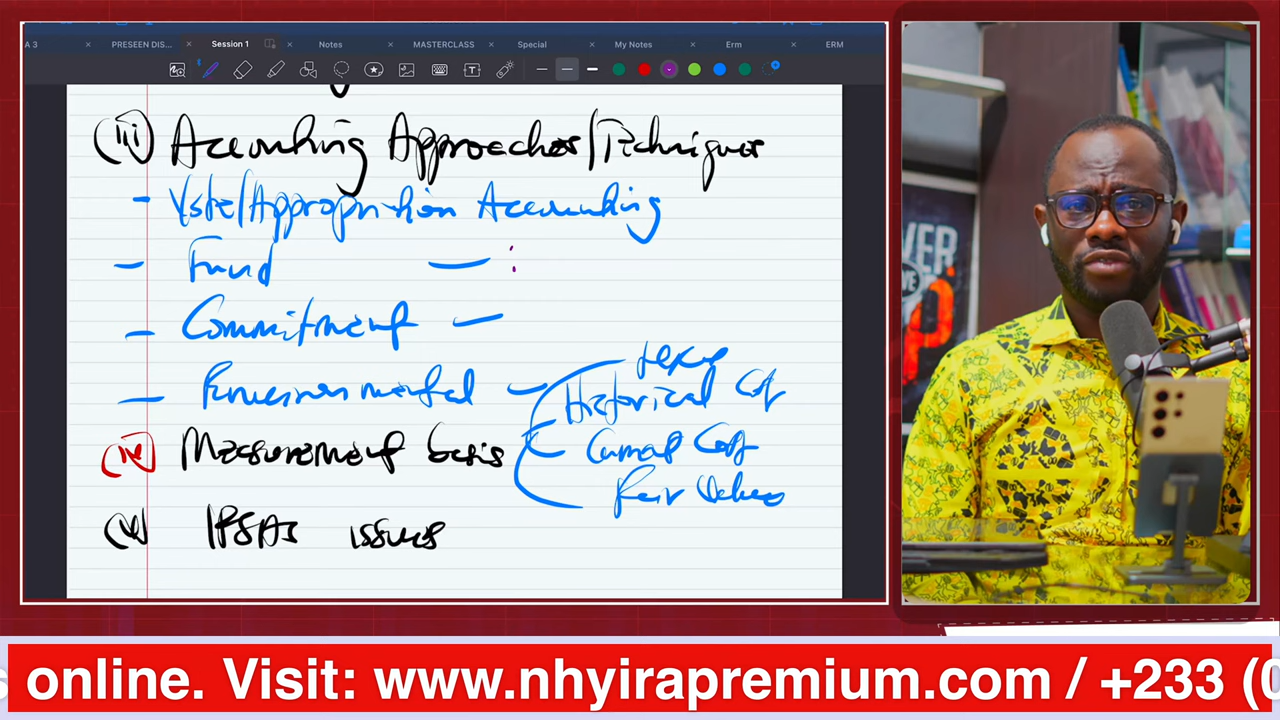 A 3 PRESEEN DIS... Session 1 Notes MASTERCLASS Special My Notes Erm ERM
(iii) Accounting Approaches/Techniques
- Vote/Appropriation Accounting
- Fund —
- Commitment —
- Environmental —
Historical Cost
(iv) Measurement basis
Current Cost
Fair Values
(v) IPSAS issues
online. Visit: www.nhyirapremium.com / +233 (0